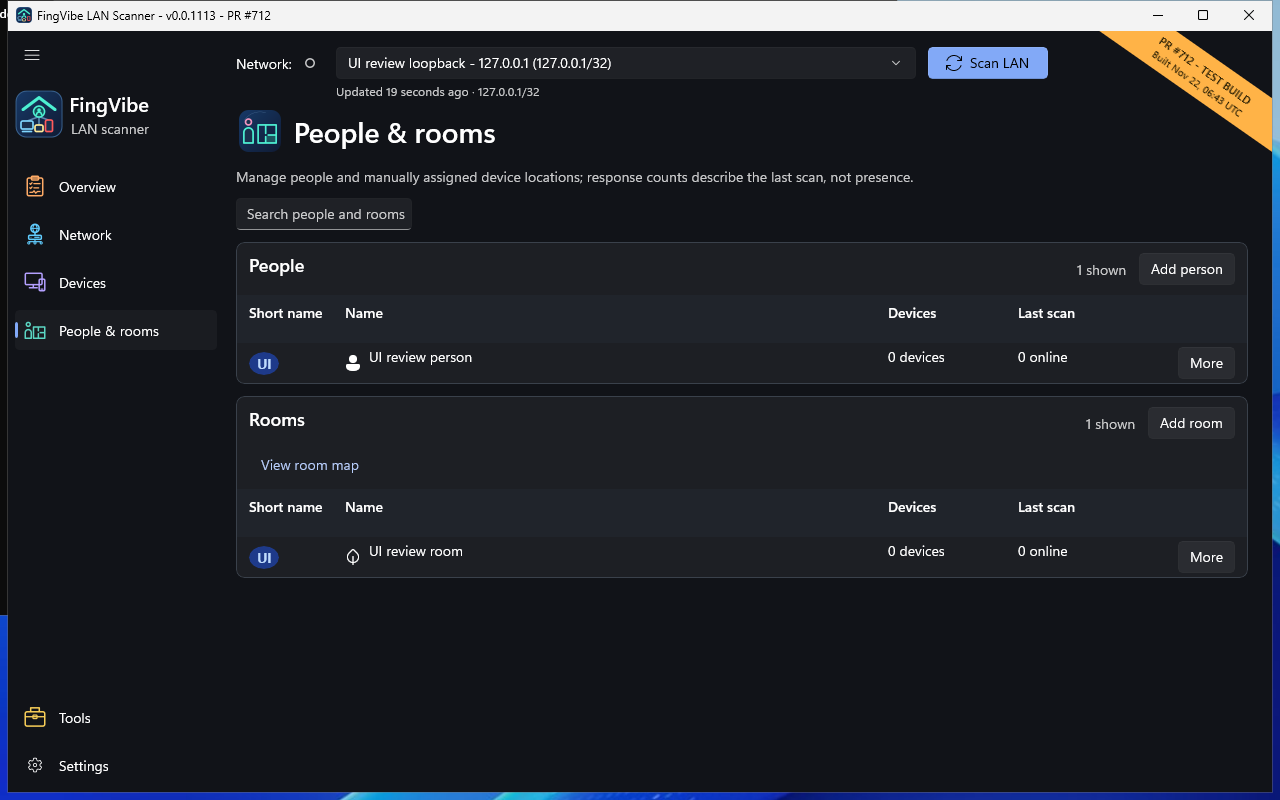 FingVibe LAN Scanner - v0.0.1113 - PR #712
Network:
UI review loopback - 127.0.0.1 (127.0.0.1/32)
Scan LAN
Updated 19 seconds ago · 127.0.0.1/32
PR #712 - TEST BUILD
Built Nov 22, 06:43 UTC
FingVibe
LAN scanner
Overview
Network
Devices
People & rooms
Tools
Settings
People & rooms
Manage people and manually assigned device locations; response counts describe the last scan, not presence.
Search people and rooms
People
1 shown
Add person
Short name Name Devices Last scan
UI UI review person 0 devices 0 online More
Rooms
1 shown
Add room
View room map
Short name Name Devices Last scan
UI UI review room 0 devices 0 online More